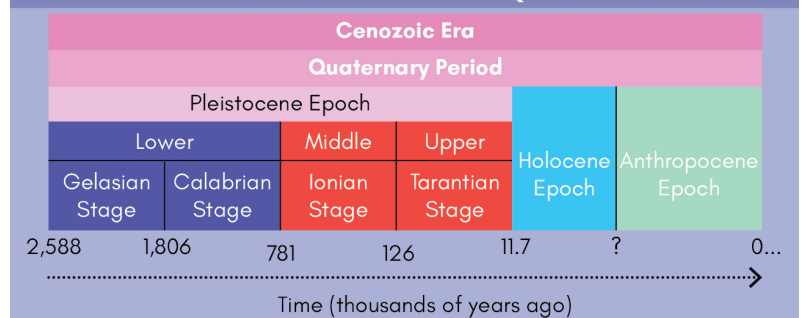 Cenozoic Era
Quaternary Period
Pleistocene Epoch
Lower
Middle
Upper
Gelasian
Stage
Calabrian
Stage
Ionian
Stage
Tarantian
Stage
Holocene
Epoch
Anthropocene
Epoch
2,588
1,806
781
126
11.7
?
0...
Time (thousands of years ago)